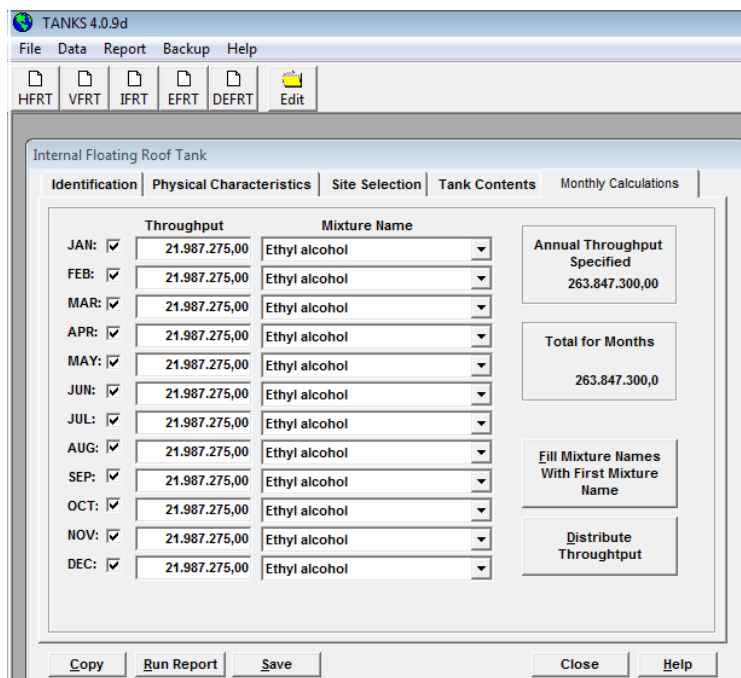 TANKS 4.0.9d
File Data Report Backup Help
HFRT VFRT IFRT EFRT DEFRT Edit
Internal Floating Roof Tank
Identification Physical Characteristics Site Selection Tank Contents Monthly Calculations
Throughput Mixture Name
JAN: 21.987.275,00 Ethyl alcohol
FEB: 21.987.275,00 Ethyl alcohol
MAR: 21.987.275,00 Ethyl alcohol
APR: 21.987.275,00 Ethyl alcohol
MAY: 21.987.275,00 Ethyl alcohol
JUN: 21.987.275,00 Ethyl alcohol
JUL: 21.987.275,00 Ethyl alcohol
AUG: 21.987.275,00 Ethyl alcohol
SEP: 21.987.275,00 Ethyl alcohol
OCT: 21.987.275,00 Ethyl alcohol
NOV: 21.987.275,00 Ethyl alcohol
DEC: 21.987.275,00 Ethyl alcohol
Annual Throughput
Specified
263.847.300,00
Total for Months
263.847.300,0
Fill Mixture Names
With First Mixture
Name
Distribute
Throughtput
Copy Run Report Save Close Help